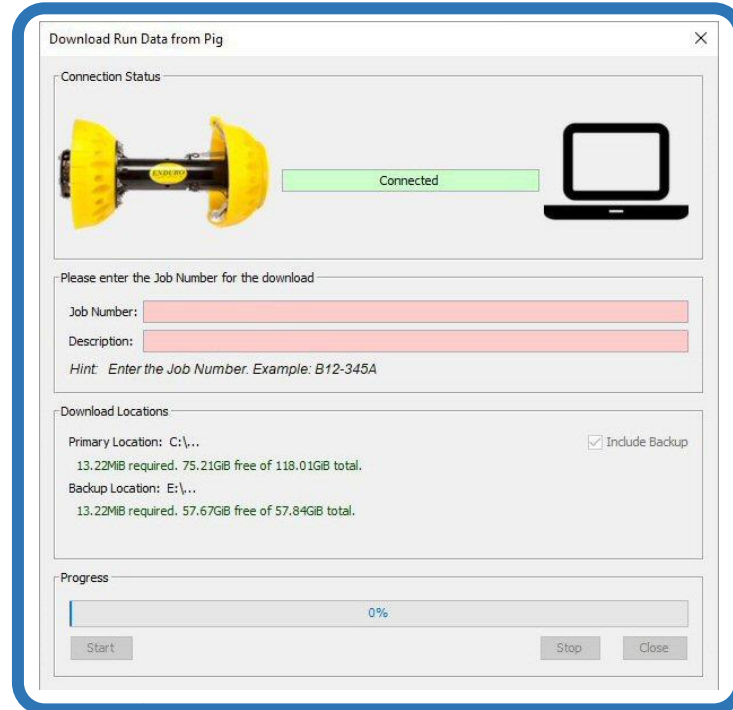 Download Run Data from Pig
Connection Status
ENDURO
Connected
Please enter the Job Number for the download
Job Number:
Description:
Hint: Enter the Job Number. Example: B12-345A
Download Locations
Primary Location: C:\...
Include Backup
13.22MiB required. 75.21GiB free of 118.01GiB total.
Backup Location: E:\...
13.22MiB required. 57.67GiB free of 57.84GiB total.
Progress
0%
Start
Stop
Close